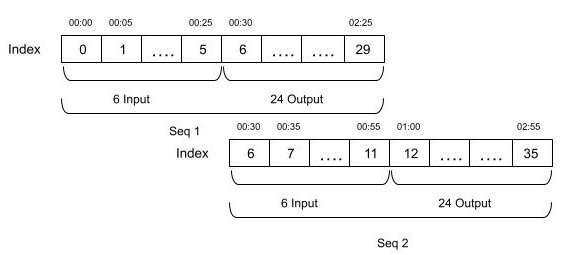 00:00 00:05 00:25 00:30 02:25
Index 0 1 .... 5 6 .... .... 29
6 Input 24 Output
Seq 1
00:30 00:35 00:55 01:00 02:55
Index 6 7 .... 11 12 .... .... 35
6 Input 24 Output
Seq 2